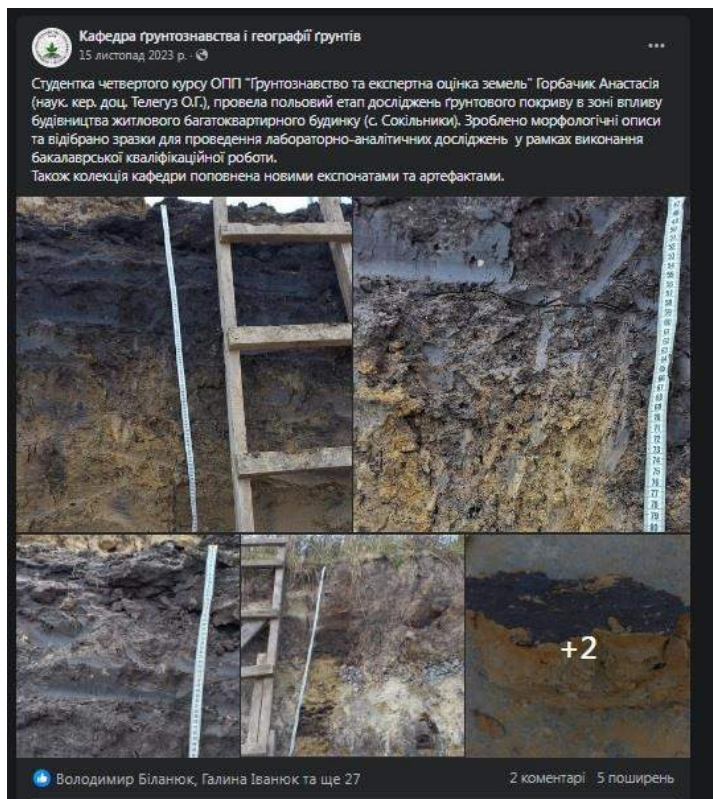 Кафедра ґрунтознавства і географії ґрунтів
15 листопад 2023 р. ·
Студентка четвертого курсу ОПП "Ґрунтознавство та експертна оцінка земель" Горбачик Анастасія
(наук. кер. доц. Телегуз О.Г.), провела польовий етап досліджень ґрунтового покриву в зоні впливу
будівництва житлового багатоквартирного будинку (с. Сокільники). Зроблено морфологічні описи
та відібрано зразки для проведення лабораторно-аналітичних досліджень у рамках виконання
бакалаврської кваліфікаційної роботи.
Також колекція кафедри поповнена новими експонатами та артефактами.
+2
Володимир Біланюк, Галина Іванюк та ще 27
2 коментарі 5 поширень